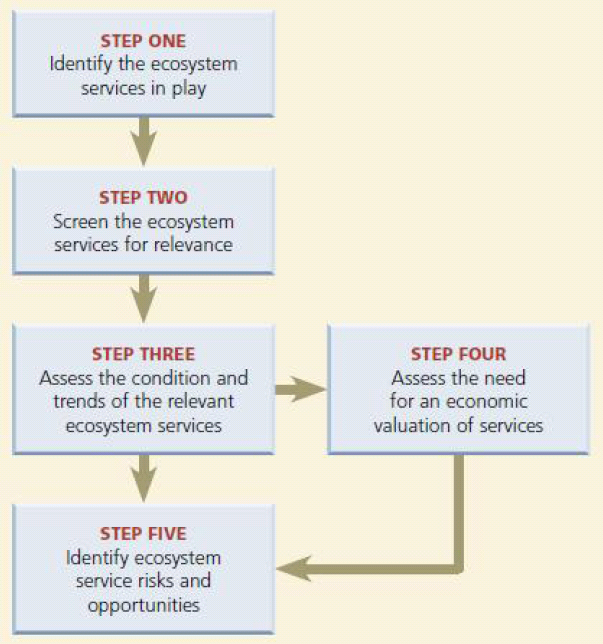 STEP ONE
Identify the ecosystem
services in play
STEP TWO
Screen the ecosystem
services for relevance
STEP THREE
Assess the condition and
trends of the relevant
ecosystem services
STEP FOUR
Assess the need
for an economic
valuation of services
STEP FIVE
Identify ecosystem
service risks and
opportunities